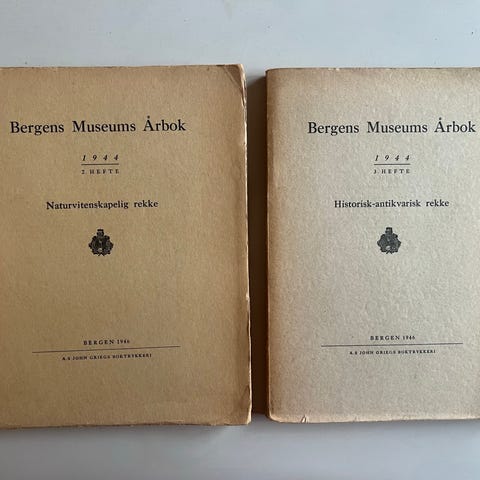 Bergens Museums Årbok
1944
2. HEFTE
Naturvitenskapelig rekke
BERGEN 1946
A.S JOHN GRIEGS BOKTRYKKERI
Bergens Museums Årbok
1944
3. HEFTE
Historisk-antikvarisk rekke
BERGEN 1946
A.S JOHN GRIEGS BOKTRYKKERI